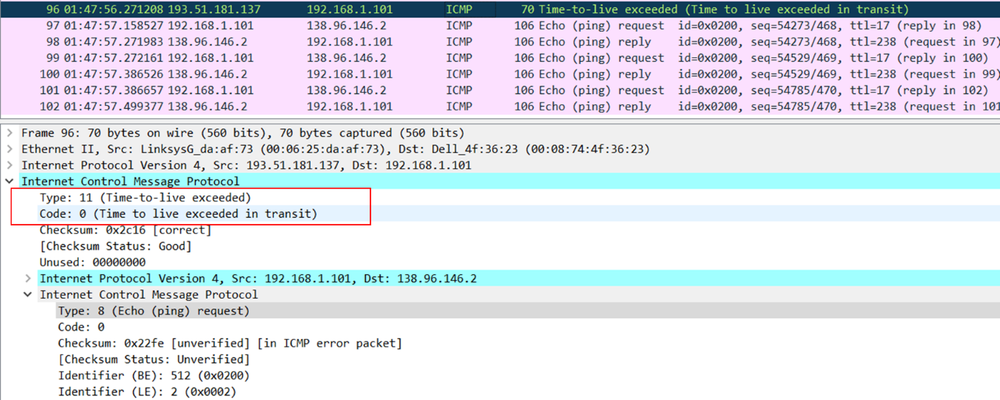 96 01:47:56.271208 193.51.181.137 192.168.1.101 ICMP 70 Time-to-live exceeded (Time to live exceeded in transit)
97 01:47:57.158527 192.168.1.101 138.96.146.2 ICMP 106 Echo (ping) request id=0x0200, seq=54273/468, ttl=17 (reply in 98)
98 01:47:57.271983 138.96.146.2 192.168.1.101 ICMP 106 Echo (ping) reply id=0x0200, seq=54273/468, ttl=238 (request in 97)
99 01:47:57.272161 192.168.1.101 138.96.146.2 ICMP 106 Echo (ping) request id=0x0200, seq=54529/469, ttl=17 (reply in 100)
100 01:47:57.386526 138.96.146.2 192.168.1.101 ICMP 106 Echo (ping) reply id=0x0200, seq=54529/469, ttl=238 (request in 99)
101 01:47:57.386657 192.168.1.101 138.96.146.2 ICMP 106 Echo (ping) request id=0x0200, seq=54785/470, ttl=17 (reply in 102)
102 01:47:57.499377 138.96.146.2 192.168.1.101 ICMP 106 Echo (ping) reply id=0x0200, seq=54785/470, ttl=238 (request in 101
Frame 96: 70 bytes on wire (560 bits), 70 bytes captured (560 bits)
Ethernet II, Src: LinksysG_da:af:73 (00:06:25:da:af:73), Dst: Dell_4f:36:23 (00:08:74:4f:36:23)
Internet Protocol Version 4, Src: 193.51.181.137, Dst: 192.168.1.101
Internet Control Message Protocol
Type: 11 (Time-to-live exceeded)
Code: 0 (Time to live exceeded in transit)
Checksum: 0x2c16 [correct]
[Checksum Status: Good]
Unused: 00000000
Internet Protocol Version 4, Src: 192.168.1.101, Dst: 138.96.146.2
Internet Control Message Protocol
Type: 8 (Echo (ping) request)
Code: 0
Checksum: 0x22fe [unverified] [in ICMP error packet]
[Checksum Status: Unverified]
Identifier (BE): 512 (0x0200)
Identifier (LE): 2 (0x0002)